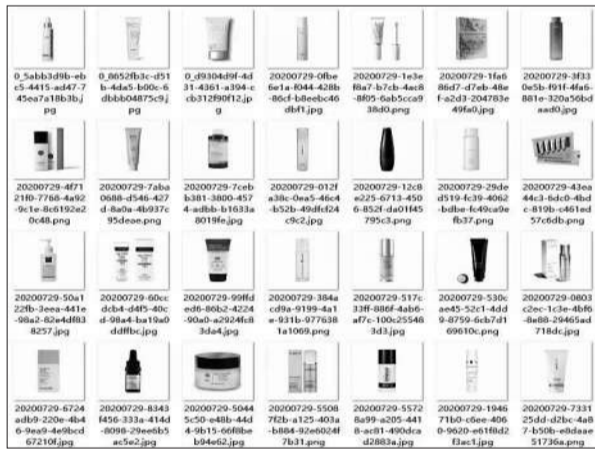 0_5abb3d9b-eb
c5-4415-ad47-7
45ea7a18b3b.j
pg
0_8652fb3c-d51
b-4da5-b00c-6
dbbb04875c9.j
pg
0_d9304d9f-4d
31-4361-a394-c
cb312f90f12.jpg
20200729-0fbe
6e1a-f044-428b
-86cf-b8eebc46
dbf1.jpg
20200729-1e3e
f8a7-b7cb-4ac8
-8f05-6ab5cca9
38d0.png
20200729-1fa6
86d7-d7eb-48e
f-a2d3-204783e
49fa0.jpg
20200729-3f33
0e5b-f91f-4fa6-
881e-320a56bd
aad0.jpg
20200729-4f71
21f0-7768-4a92
-9c1e-8c6192e2
0c48.png
20200729-7aba
0688-d546-427
d-8a0a-4b937c
95deae.png
20200729-7ceb
b381-3800-457
4-adbb-b1633a
8019fe.jpg
20200729-012f
a38c-0ea5-46c4
-b52b-49dfcf24
c9c2.jpg
20200729-12c8
e225-6713-450
6-852f-da01f45
795c3.png
20200729-29de
d519-fc39-4062
-bdbe-fc49ca9e
fb37.png
20200729-43ea
44c3-6dc0-4bd
c-819b-c461ed
57c6db.png
20200729-50a1
22fb-3eea-441e
-98a2-82e4df83
8257.jpg
20200729-60cc
dcb4-d4f5-40c
d-98a4-ba19a0
ddffbc.jpg
20200729-99ffd
ed6-86b2-4224
-90a0-a2924fc8
3da4.jpg
20200729-384a
cd9a-9199-4a1
e-931b-977638
1a1069.png
20200729-517c
33ff-886f-4ab6-
af7c-100c25546
3d3.jpg
20200729-530c
ae45-52c1-4dd
9-8759-6cb7d1
69610c.png
20200729-0803
c2ec-1c3e-4bf6
-8e88-29465ad
718dc.jpg
20200729-6724
adb9-220e-4b4
6-9ea9-4e9bcd
67210f.jpg
20200729-8343
f456-333a-414d
-8098-29ee6b5
ac5e2.jpg
20200729-5044
5c50-e48b-44d
4-9b15-66f8be
b94e62.jpg
20200729-5508
7f2b-a125-403a
-b884-92e6024f
7b31.png
20200729-5572
8a99-a205-441
8-ac81-490dca
d2883a.jpg
20200729-1946
71b0-c6ee-406
0-9620-e61f8d2
f3ac1.jpg
20200729-7331
25dd-d2bc-4a8
7-b50b-e8daae
51736a.png